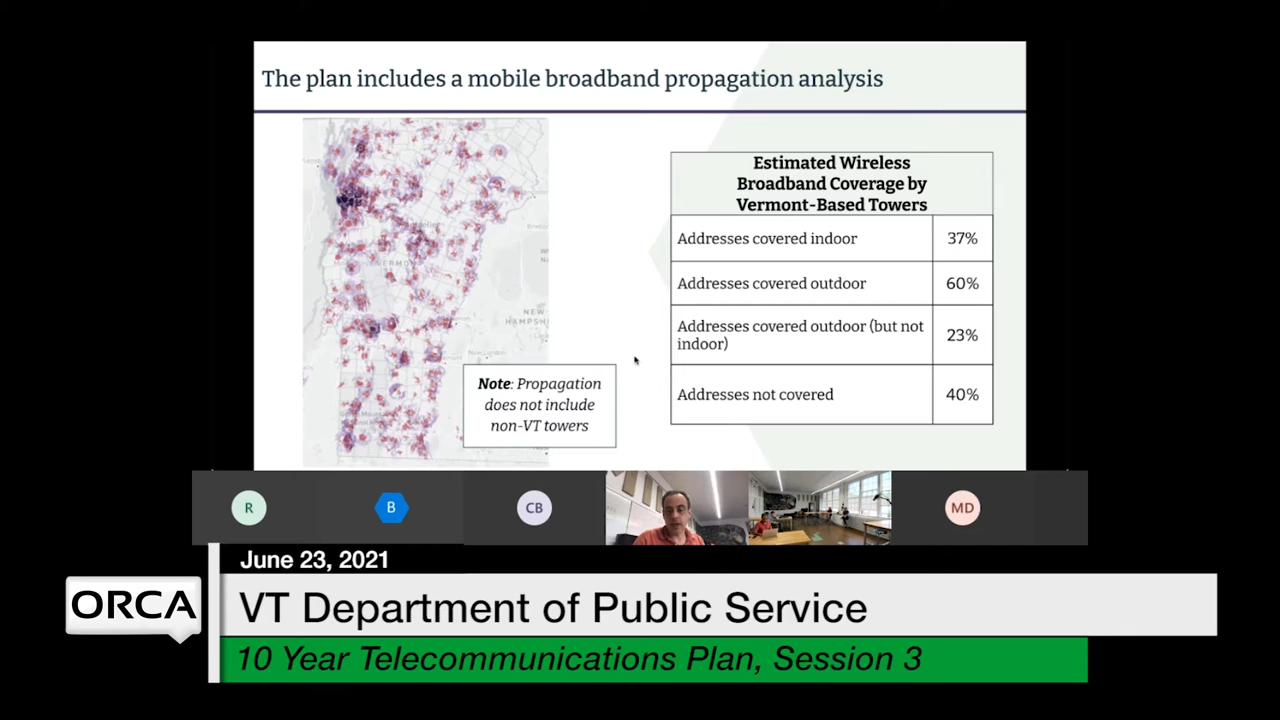 The plan includes a mobile broadband propagation analysis
VERMONT
NEW
HAMPSHIRE
Note: Propagation
does not include
non-VT towers
Estimated Wireless
Broadband Coverage by
Vermont-Based Towers
Addresses covered indoor 37%
Addresses covered outdoor 60%
Addresses covered outdoor (but not
indoor) 23%
Addresses not covered 40%
R B CB MD
June 23, 2021
ORCA
VT Department of Public Service
10 Year Telecommunications Plan, Session 3